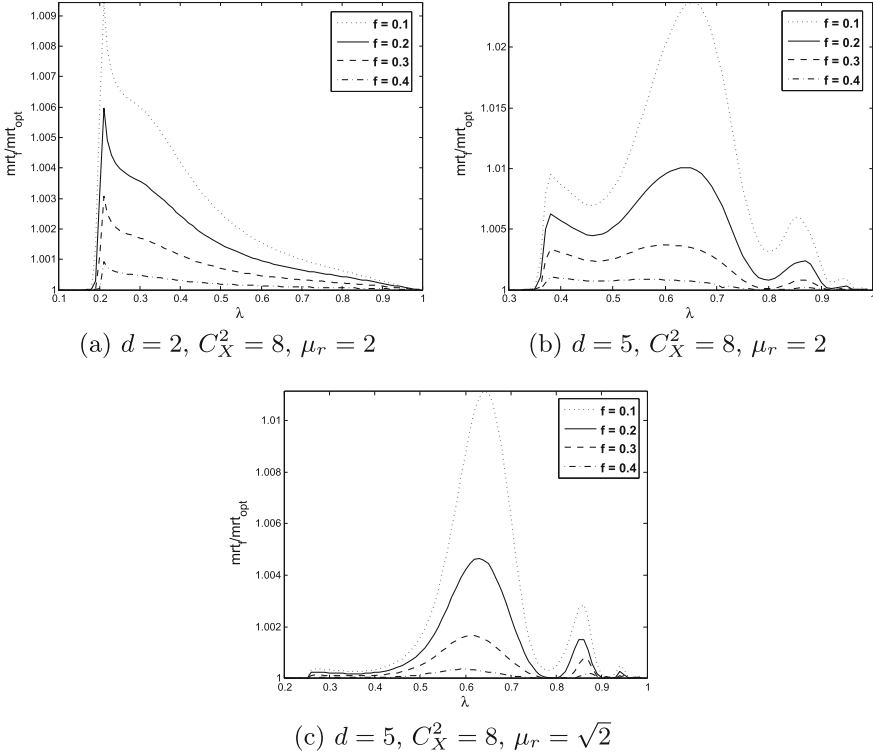 1.009
1.008
1.007
1.006
1.005
1.004
1.003
1.002
1.001
0.1 0.2 0.3 0.4 0.5 0.6 0.7 0.8 0.9 1
λ
mrt_f/mrt_opt
f = 0.1
f = 0.2
f = 0.3
f = 0.4
(a) d = 2, C_X^2 = 8, μ_r = 2
1.02
1.015
1.01
1.005
0.3 0.4 0.5 0.6 0.7 0.8 0.9 1
λ
mrt_f/mrt_opt
f = 0.1
f = 0.2
f = 0.3
f = 0.4
(b) d = 5, C_X^2 = 8, μ_r = 2
1.01
1.008
1.006
1.004
1.002
1
0.2 0.3 0.4 0.5 0.6 0.7 0.8 0.9 1
λ
mrt_f/mrt_opt
f = 0.1
f = 0.2
f = 0.3
f = 0.4
(c) d = 5, C_X^2 = 8, μ_r = √2